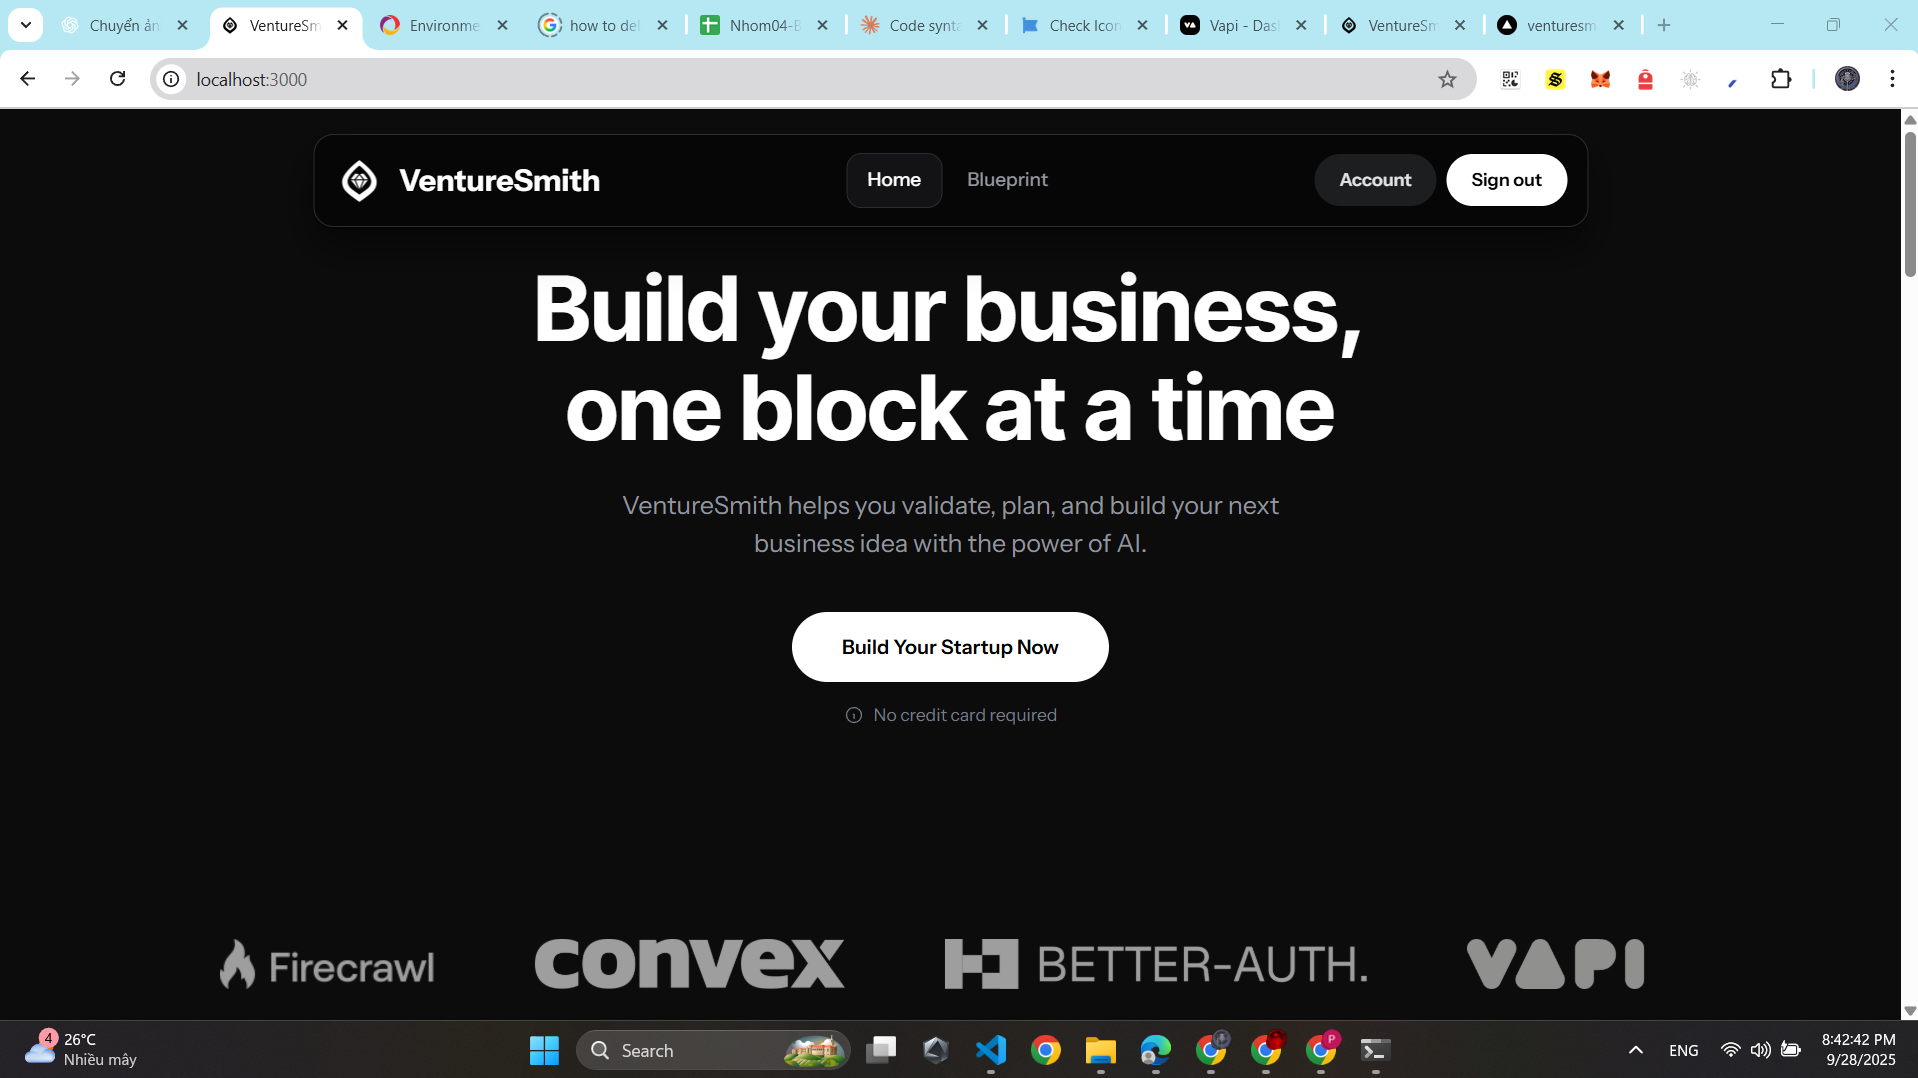 Chuyển ản
VentureSm
Environme
how to del
Nhom04-B
Code synta
Check Icon
Vapi - Das
VentureSm
venturesm
localhost:3000
VentureSmith
Home
Blueprint
Account
Sign out
Build your business,
one block at a time
VentureSmith helps you validate, plan, and build your next
business idea with the power of AI.
Build Your Startup Now
No credit card required
Firecrawl
convex
BETTER-AUTH.
VAPI
4
26°C
Nhiều mây
Search
P
ENG
8:42:42 PM
9/28/2025